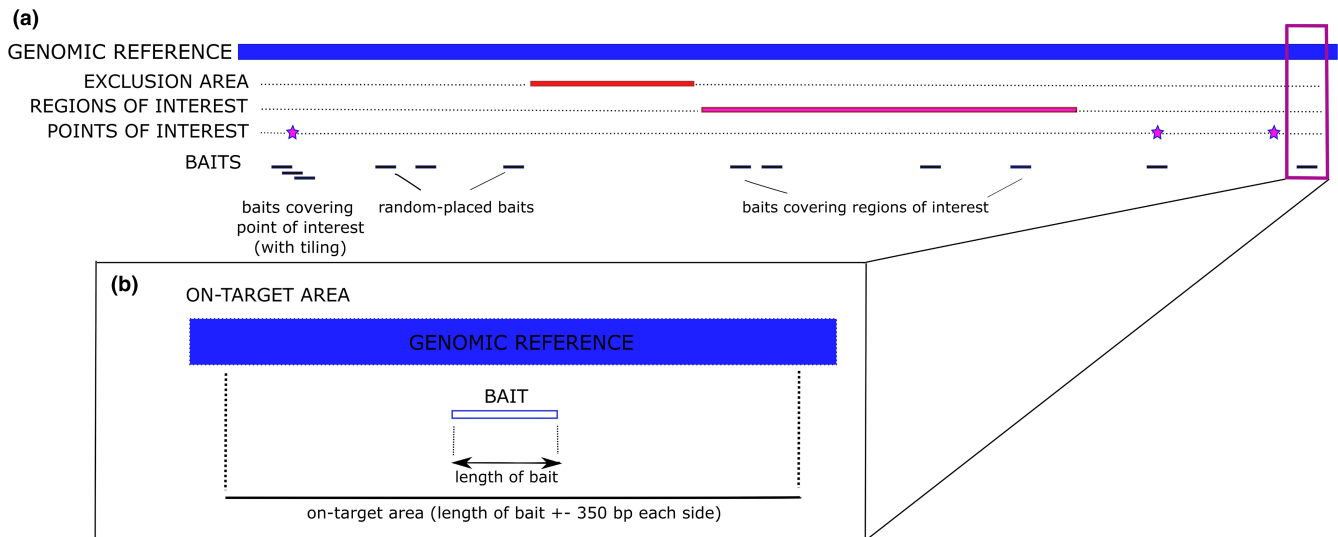 (a)
GENOMIC REFERENCE
EXCLUSION AREA
REGIONS OF INTEREST
POINTS OF INTEREST
BAITS
baits covering
point of interest
(with tiling)
random-placed baits
baits covering regions of interest
(b)
ON-TARGET AREA
GENOMIC REFERENCE
BAIT
length of bait
on-target area (length of bait +- 350 bp each side)